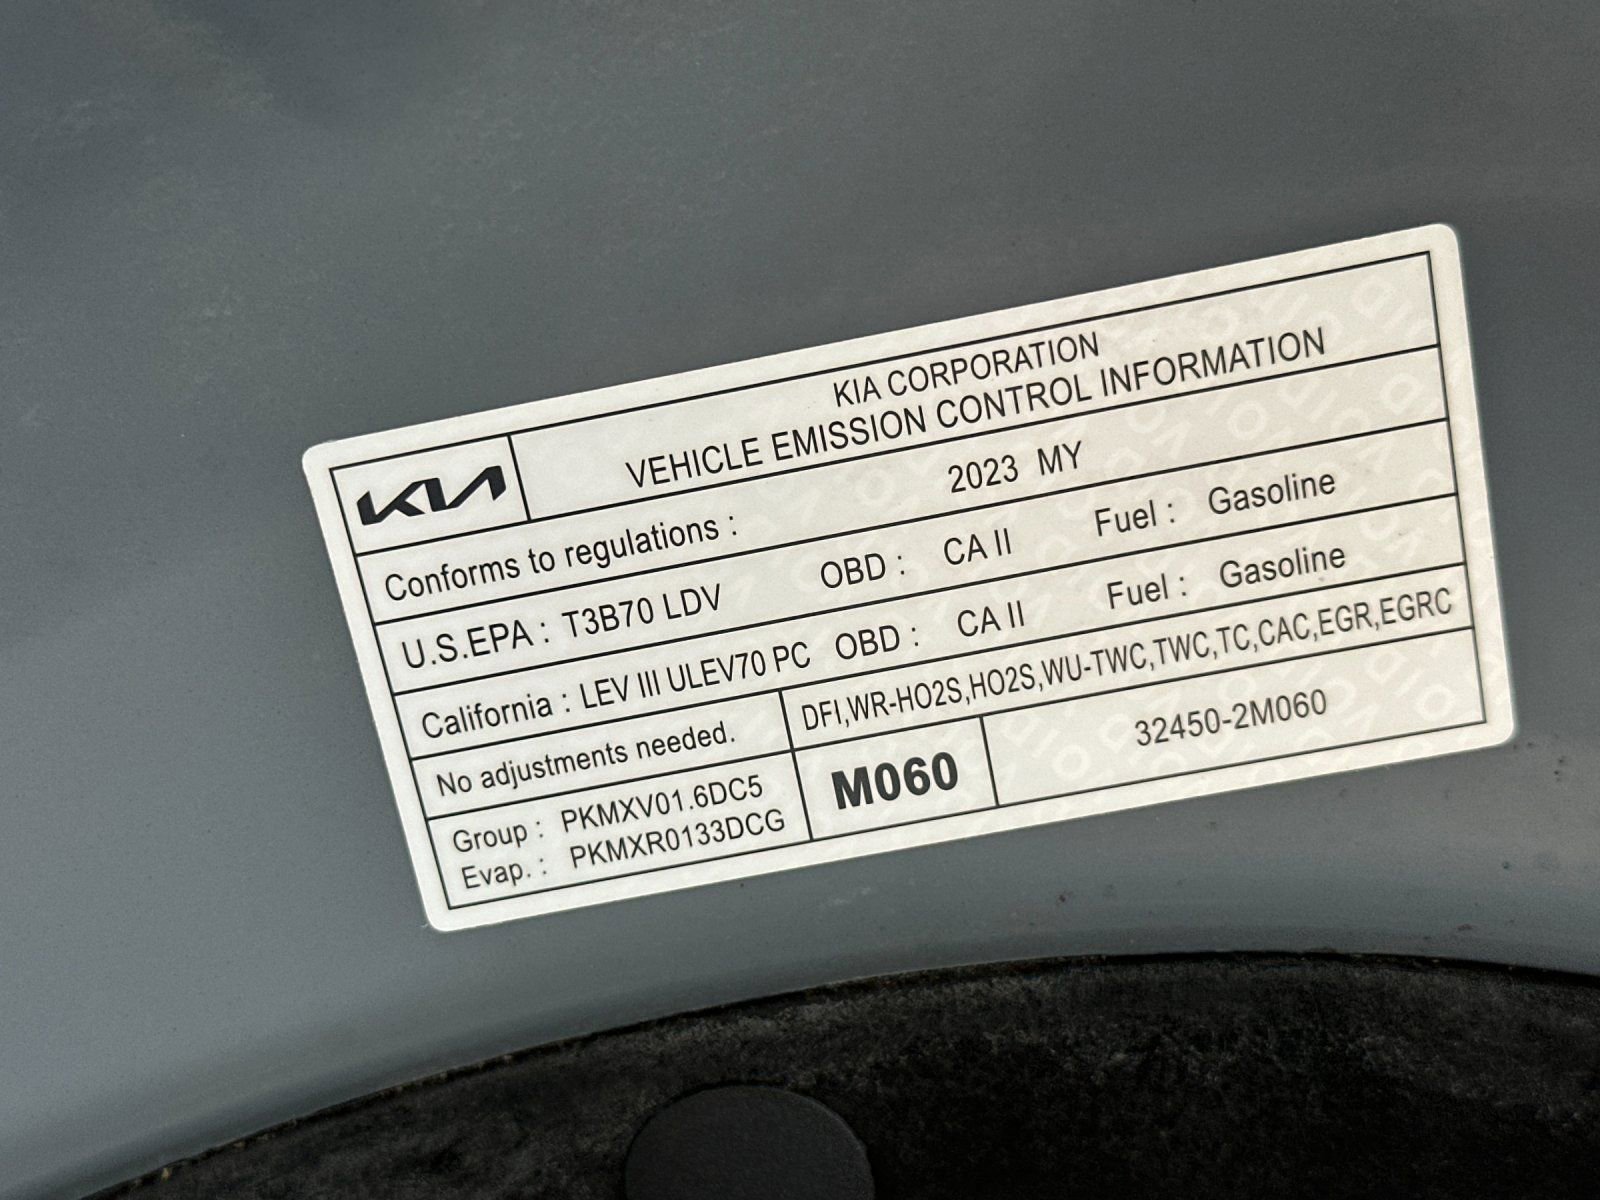 KIA CORPORATION
KIA VEHICLE EMISSION CONTROL INFORMATION
Conforms to regulations : 2023 MY
U.S.EPA : T3B70 LDV OBD : CA II Fuel : Gasoline
California : LEV III ULEV70 PC OBD : CA II Fuel : Gasoline
No adjustments needed. DFI,WR-HO2S,HO2S,WU-TWC,TWC,TC,CAC,EGR,EGRC
Group : PKMXV01.6DC5
Evap. : PKMXR0133DCG
M060 32450-2M060